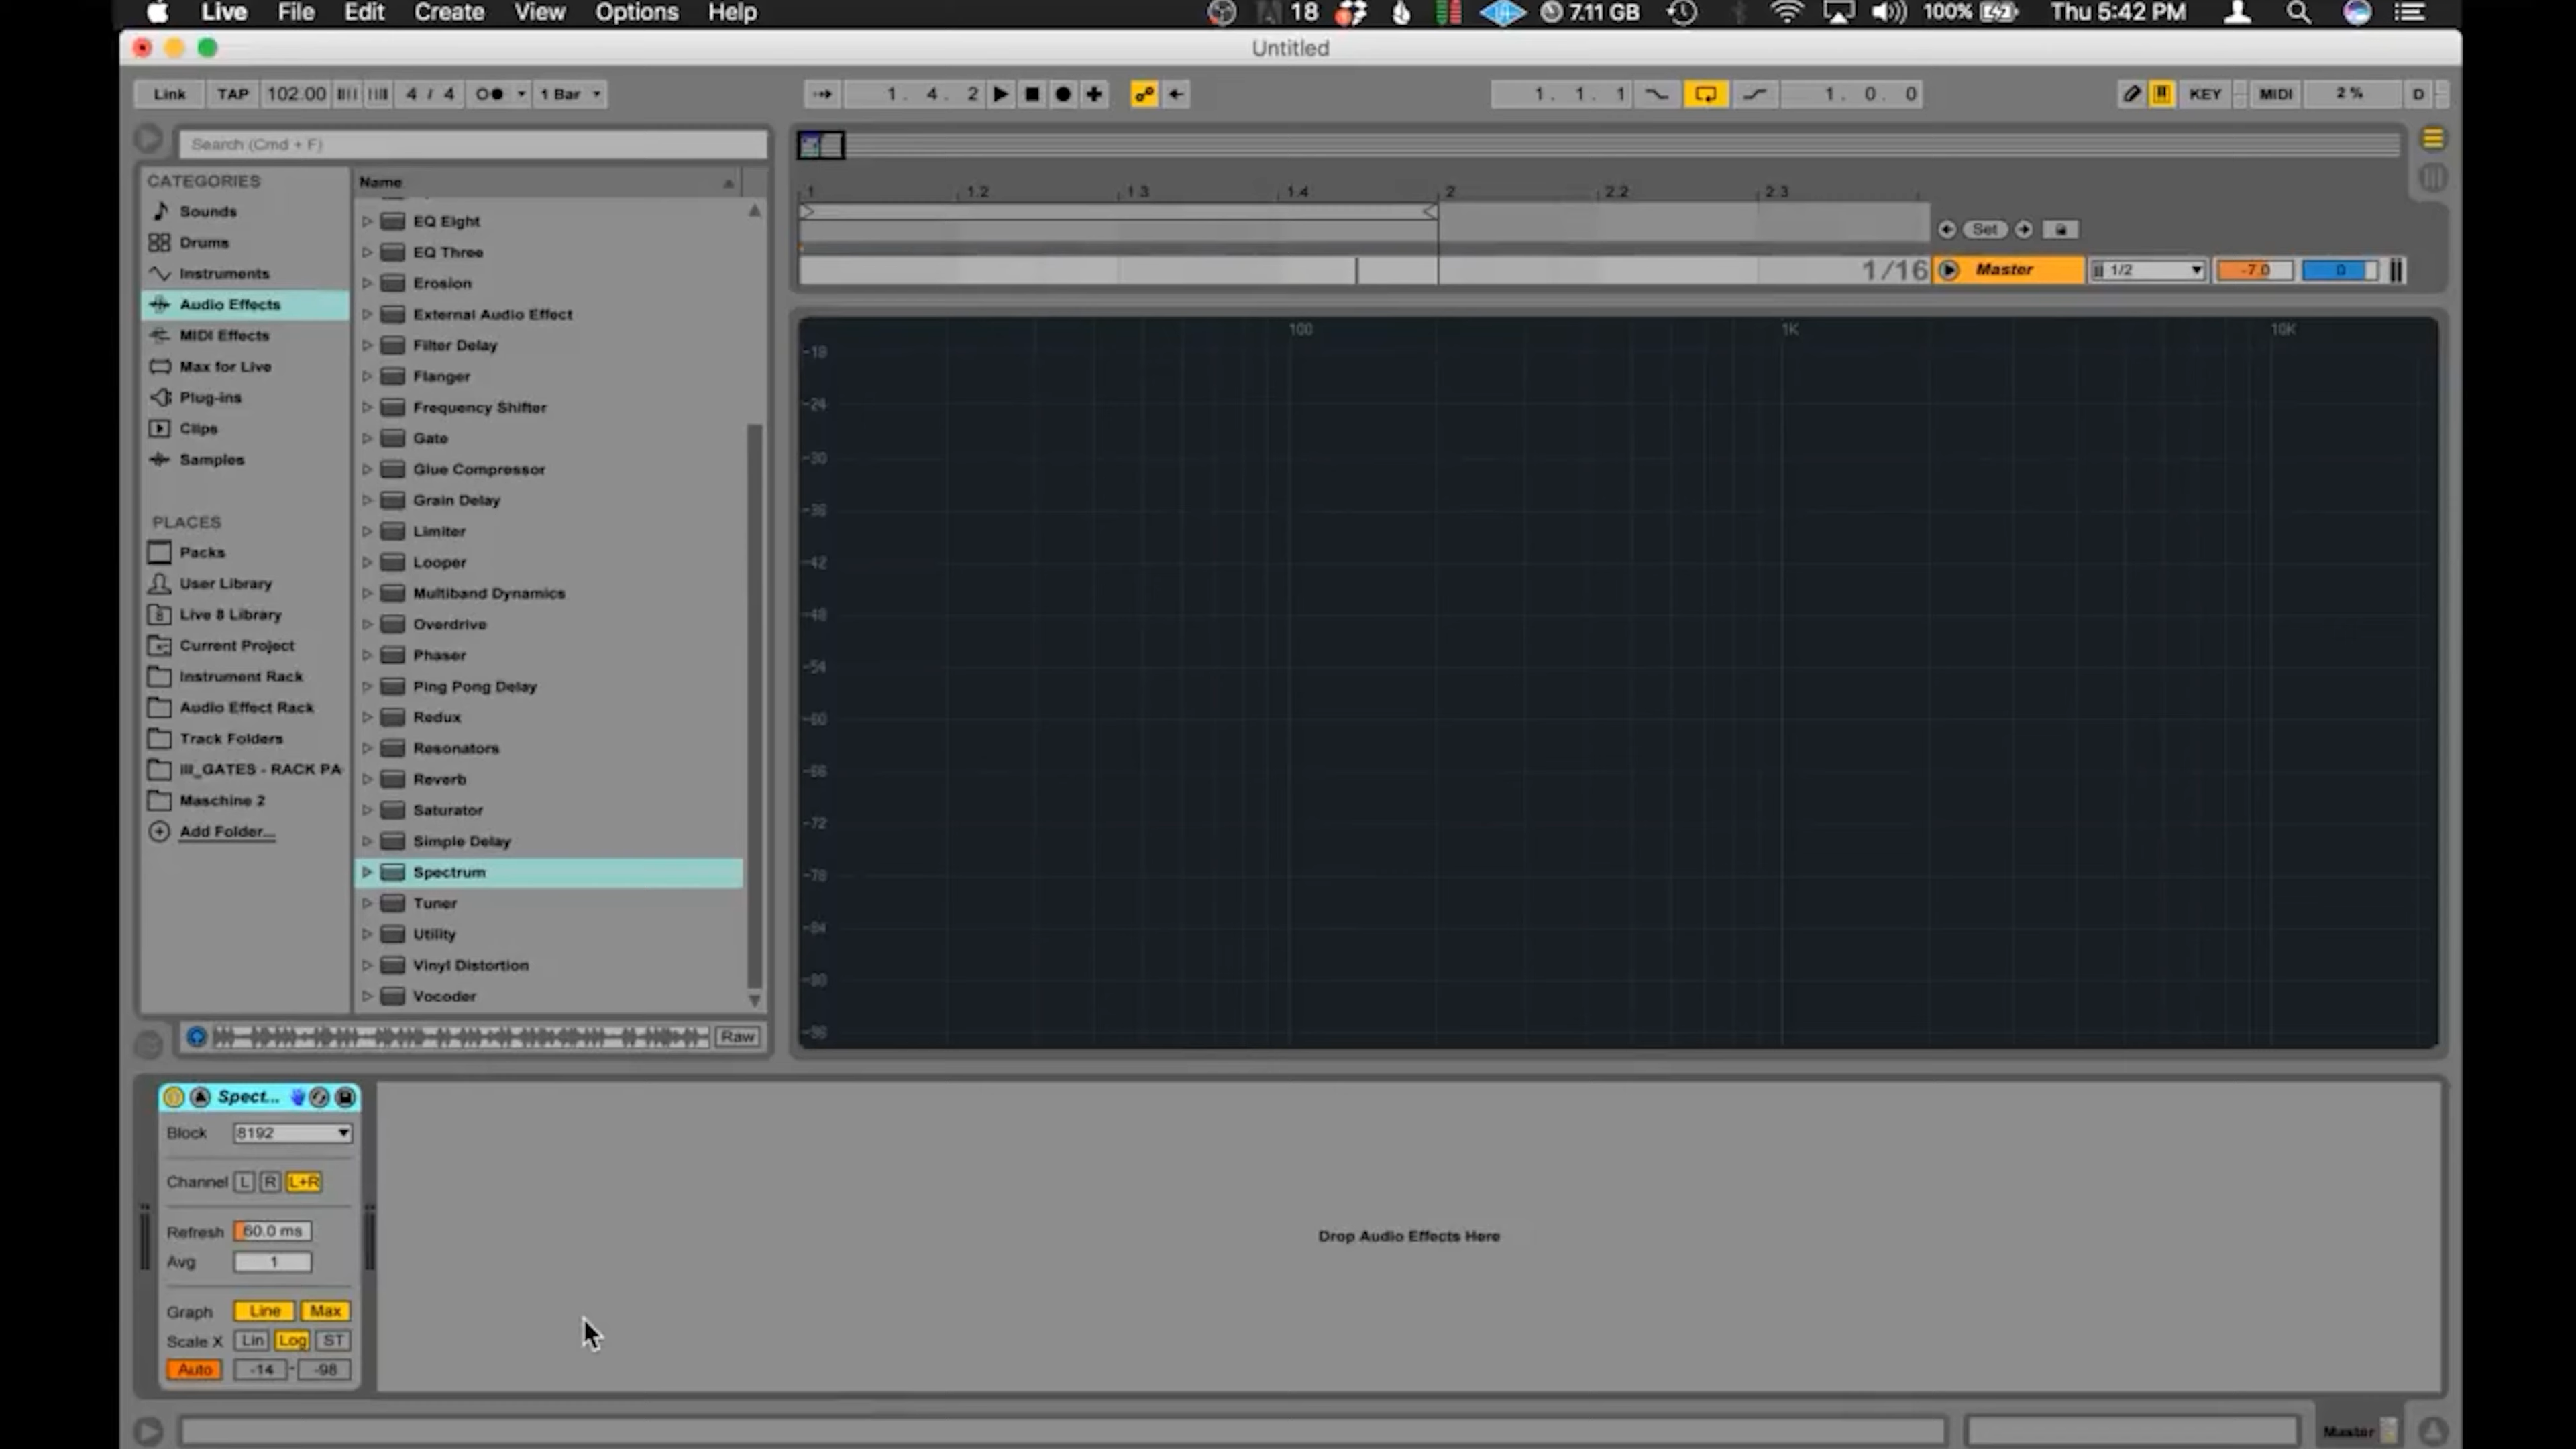 Live File Edit Create View Options Help 18 7.11 GB 100% Thu 5:42 PM
Untitled
Link TAP 102.00 4 / 4 1 Bar 1. 4. 2 1. 1. 1 1. 0. 0 KEY MIDI 2 % D
Search (Cmd + F)
CATEGORIES
Sounds
Drums
Instruments
Audio Effects
MIDI Effects
Max for Live
Plug-ins
Clips
Samples
PLACES
Packs
User Library
Live 8 Library
Current Project
Instrument Rack
Audio Effect Rack
Track Folders
ill_GATES - RACK PA
Maschine 2
Add Folder...
Name
EQ Eight
EQ Three
Erosion
External Audio Effect
Filter Delay
Flanger
Frequency Shifter
Gate
Glue Compressor
Grain Delay
Limiter
Looper
Multiband Dynamics
Overdrive
Phaser
Ping Pong Delay
Redux
Resonators
Reverb
Saturator
Simple Delay
Spectrum
Tuner
Utility
Vinyl Distortion
Vocoder
Raw
1 1.2 1.3 1.4 2 2.2 2.3
Set
1/16 Master 1/2 -7.0 0
100 1K 10K
-18
-24
-30
-36
-42
-48
-54
-60
-66
-72
-78
-84
-90
-96
Spect...
Block 8192
Channel L R L+R
Refresh 60.0 ms
Avg 1
Graph Line Max
Scale X Lin Log ST
Auto -14 - -98
Drop Audio Effects Here
Master